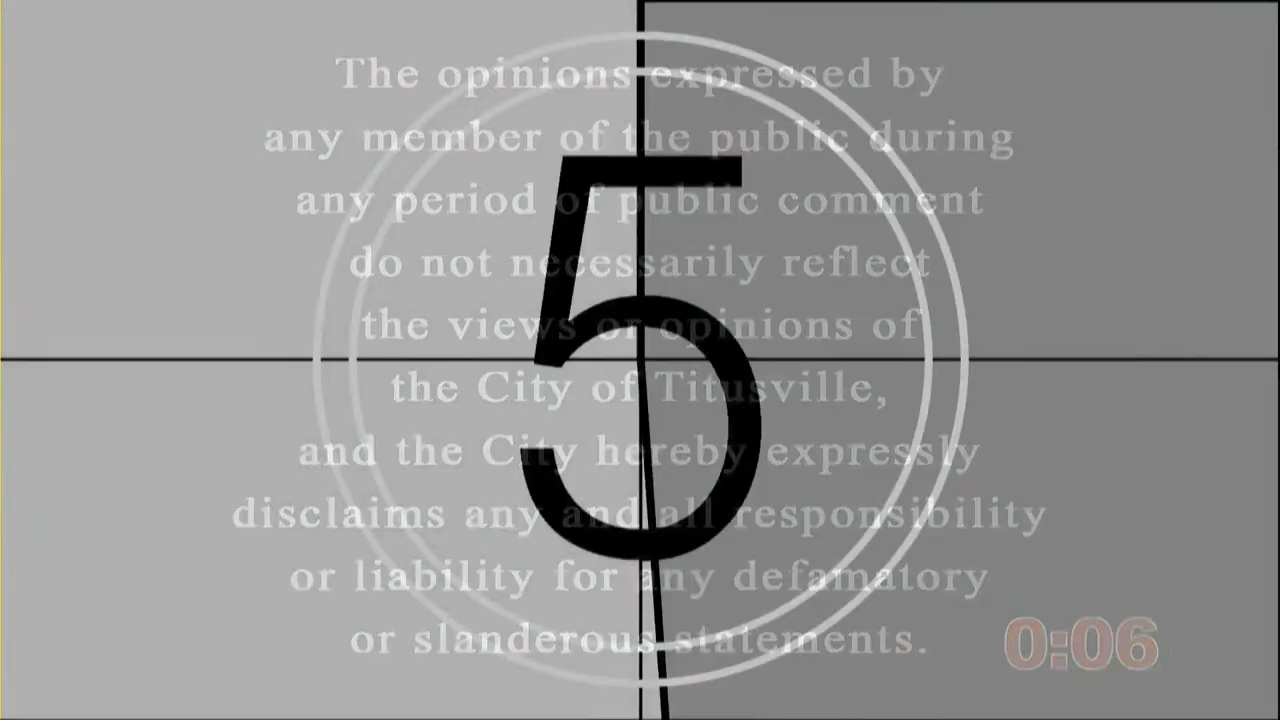 The opinions expressed by
any member of the public during
any period of public comment
do not necessarily reflect
the views or opinions of
the City of Titusville,
and the City hereby expressly
disclaims any and all responsibility
or liability for any defamatory
or slanderous statements.
5
0:06